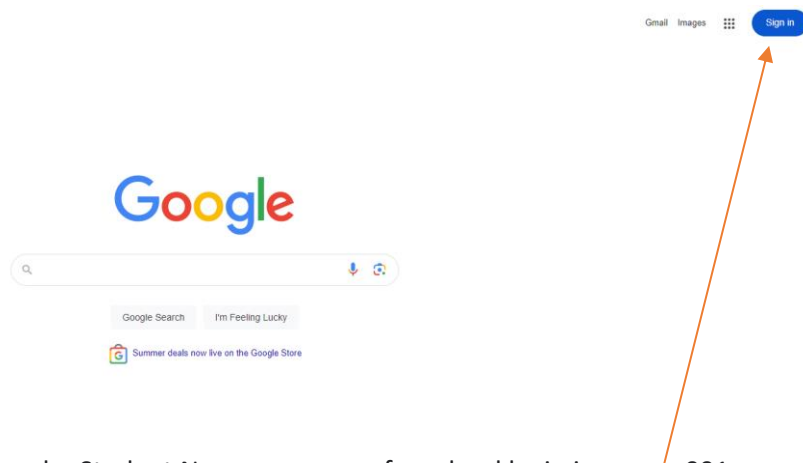 Gmail Images Sign in
Google
Google Search I'm Feeling Lucky
G Summer deals now live on the Google Store